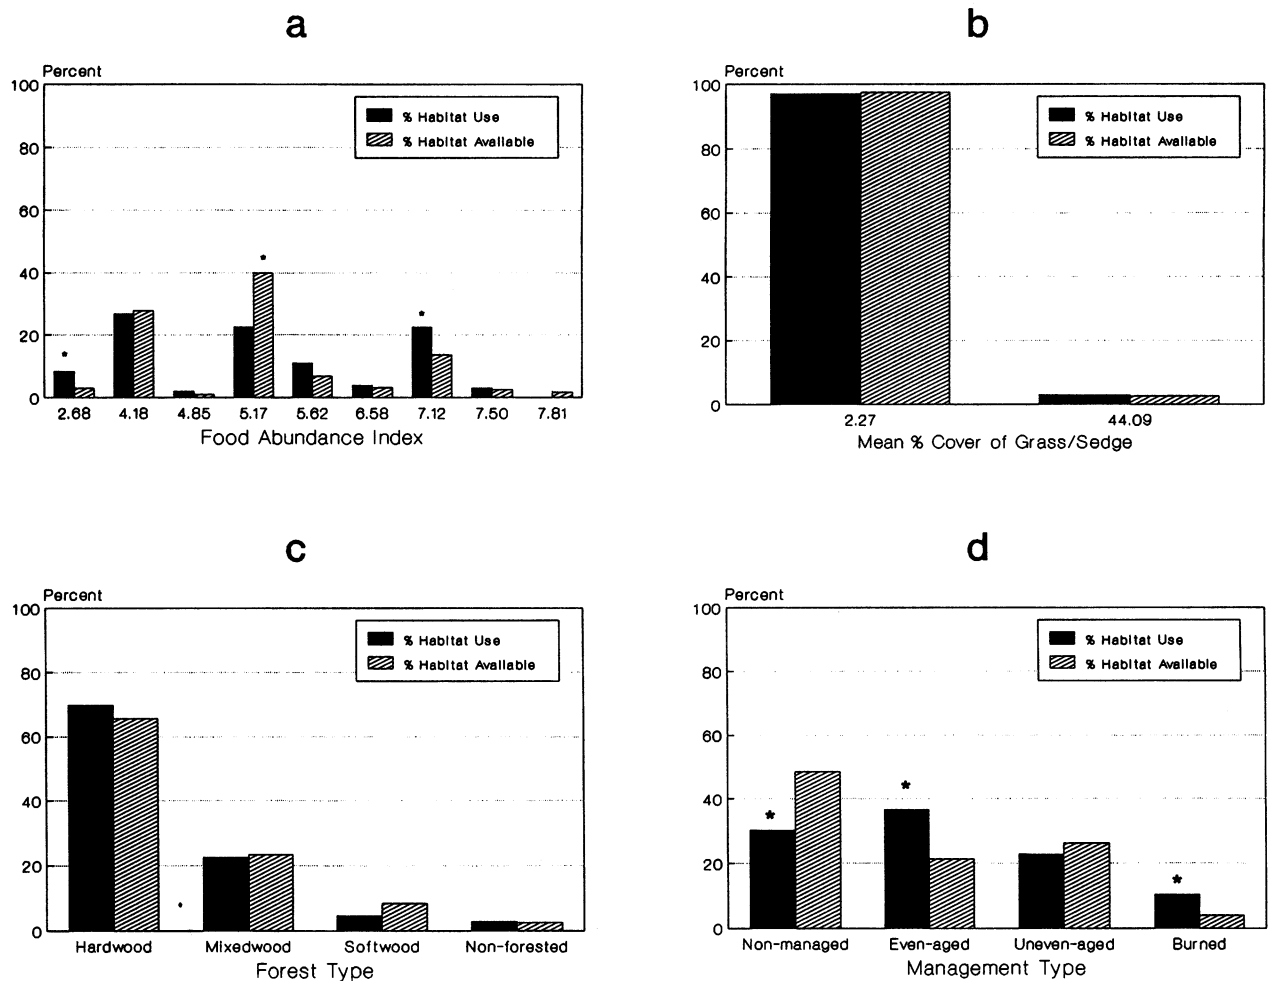 a
Percent
100
80
60
40
20
0
% Habitat Use
% Habitat Available
*
*
*
2.68 4.18 4.85 5.17 5.62 6.58 7.12 7.50 7.81
Food Abundance Index
b
Percent
100
80
60
40
20
0
% Habitat Use
% Habitat Available
2.27 44.09
Mean % Cover of Grass/Sedge
c
Percent
100
80
60
40
20
0
% Habitat Use
% Habitat Available
Hardwood Mixedwood Softwood Non-forested
Forest Type
d
Percent
100
80
60
40
20
0
% Habitat Use
% Habitat Available
*
*
*
Non-managed Even-aged Uneven-aged Burned
Management Type